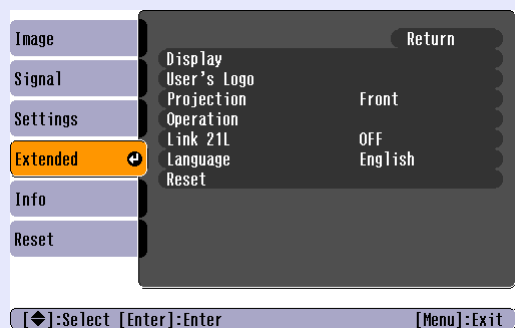 Image
Signal
Settings
Extended
Info
Reset
Return
Display
User's Logo
Projection Front
Operation
Link 21L OFF
Language English
Reset
[◆]:Select [Enter]:Enter [Menu]:Exit